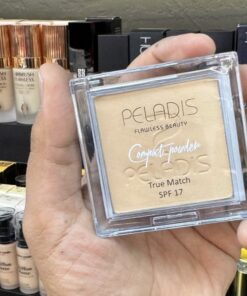 PELADIS
FLAWLESS BEAUTY
Compact powder
PELADIS
True Match
SPF 17